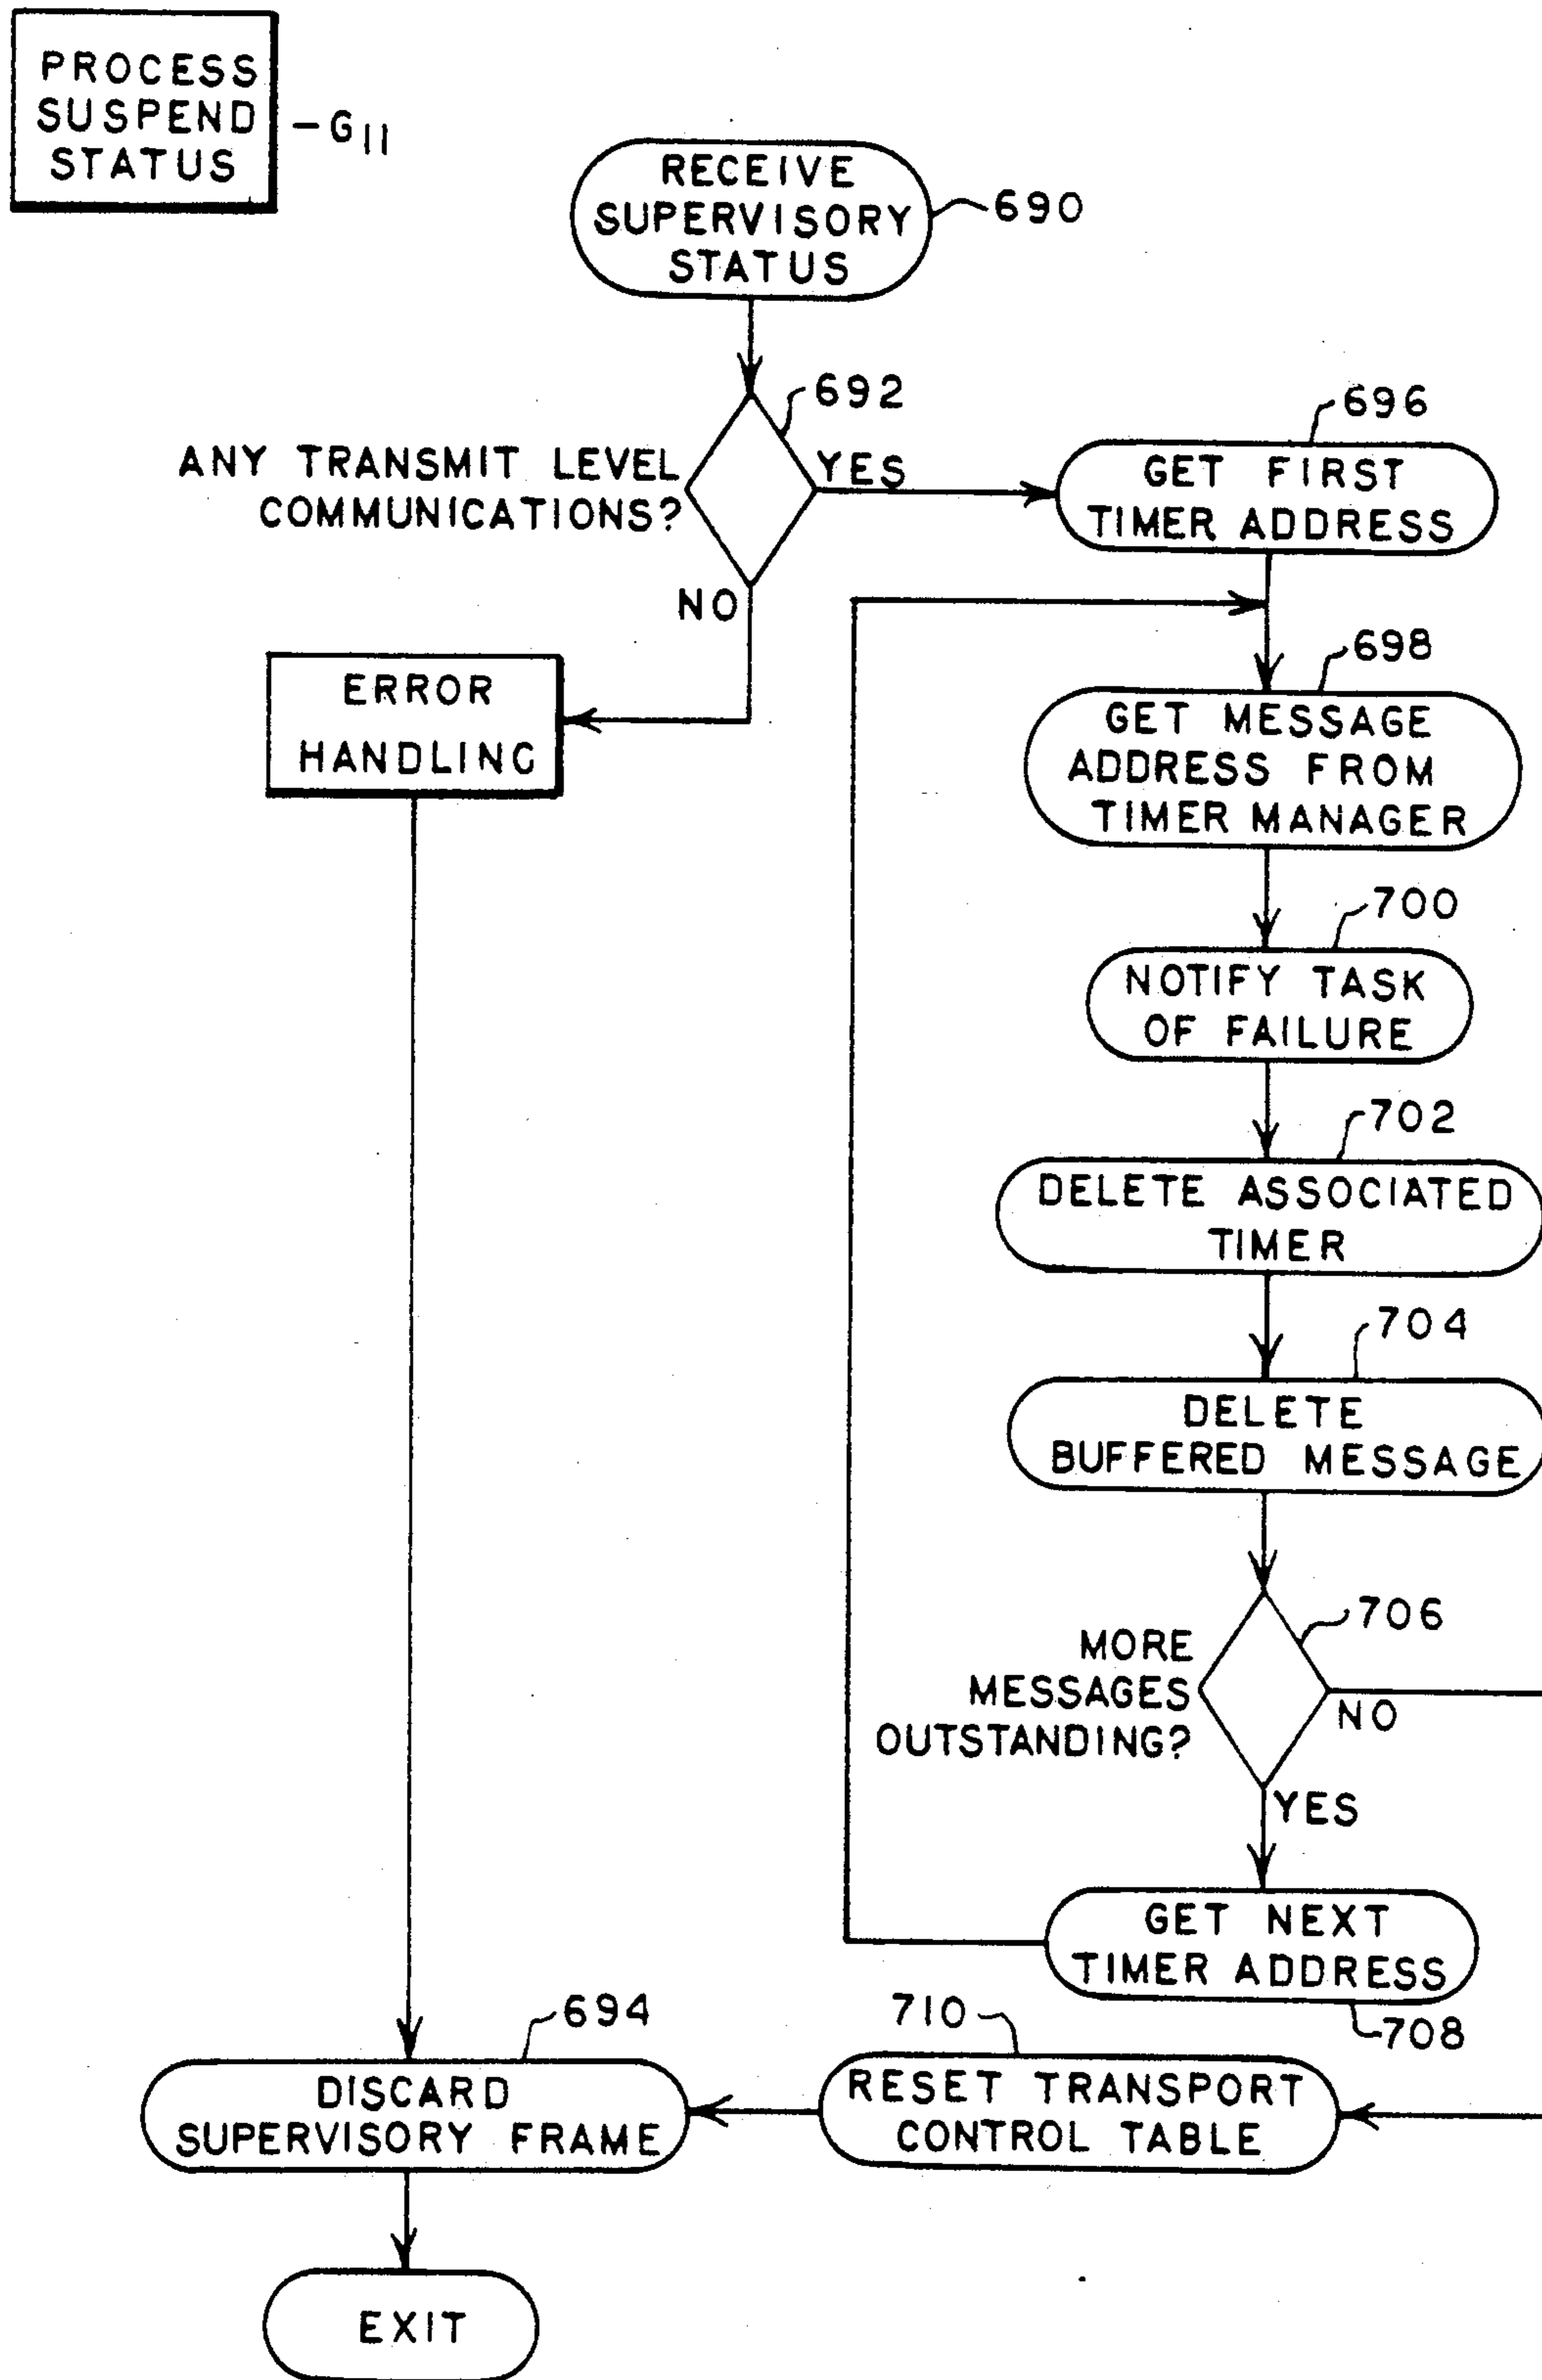 PROCESS
SUSPEND
STATUS
-G11
RECEIVE
SUPERVISORY
STATUS
690
692
ANY TRANSMIT LEVEL
COMMUNICATIONS?
YES
NO
696
GET FIRST
TIMER ADDRESS
ERROR
HANDLING
698
GET MESSAGE
ADDRESS FROM
TIMER MANAGER
700
NOTIFY TASK
OF FAILURE
702
DELETE ASSOCIATED
TIMER
704
DELETE
BUFFERED MESSAGE
706
MORE
MESSAGES
OUTSTANDING?
NO
YES
GET NEXT
TIMER ADDRESS
708
694
DISCARD
SUPERVISORY FRAME
710
RESET TRANSPORT
CONTROL TABLE
EXIT